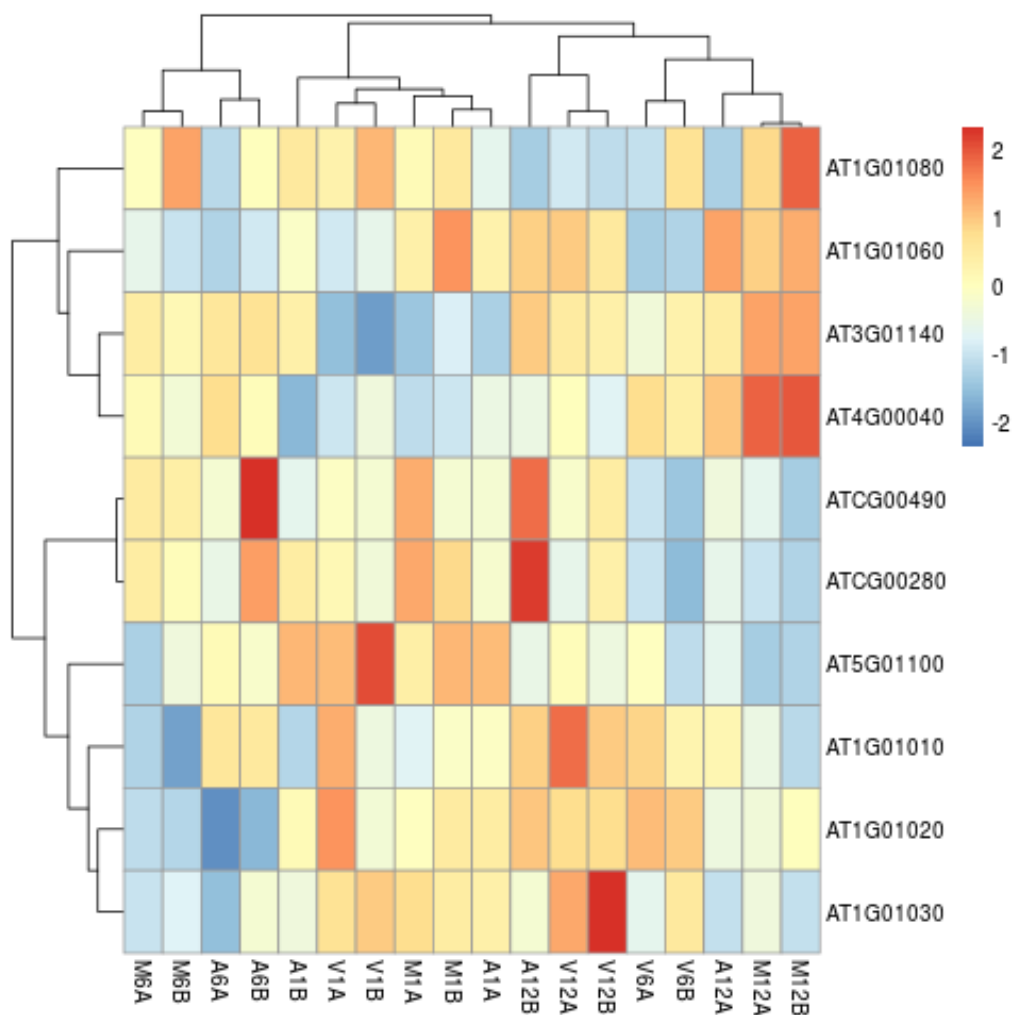 AT1G01080
AT1G01060
AT3G01140
AT4G00040
ATCG00490
ATCG00280
AT5G01100
AT1G01010
AT1G01020
AT1G01030
2
1
0
-1
-2
M6A
M6B
A6A
A6B
A1B
V1A
V1B
M1A
M1B
A1A
A12B
V12A
V12B
V6A
V6B
A12A
M12A
M12B